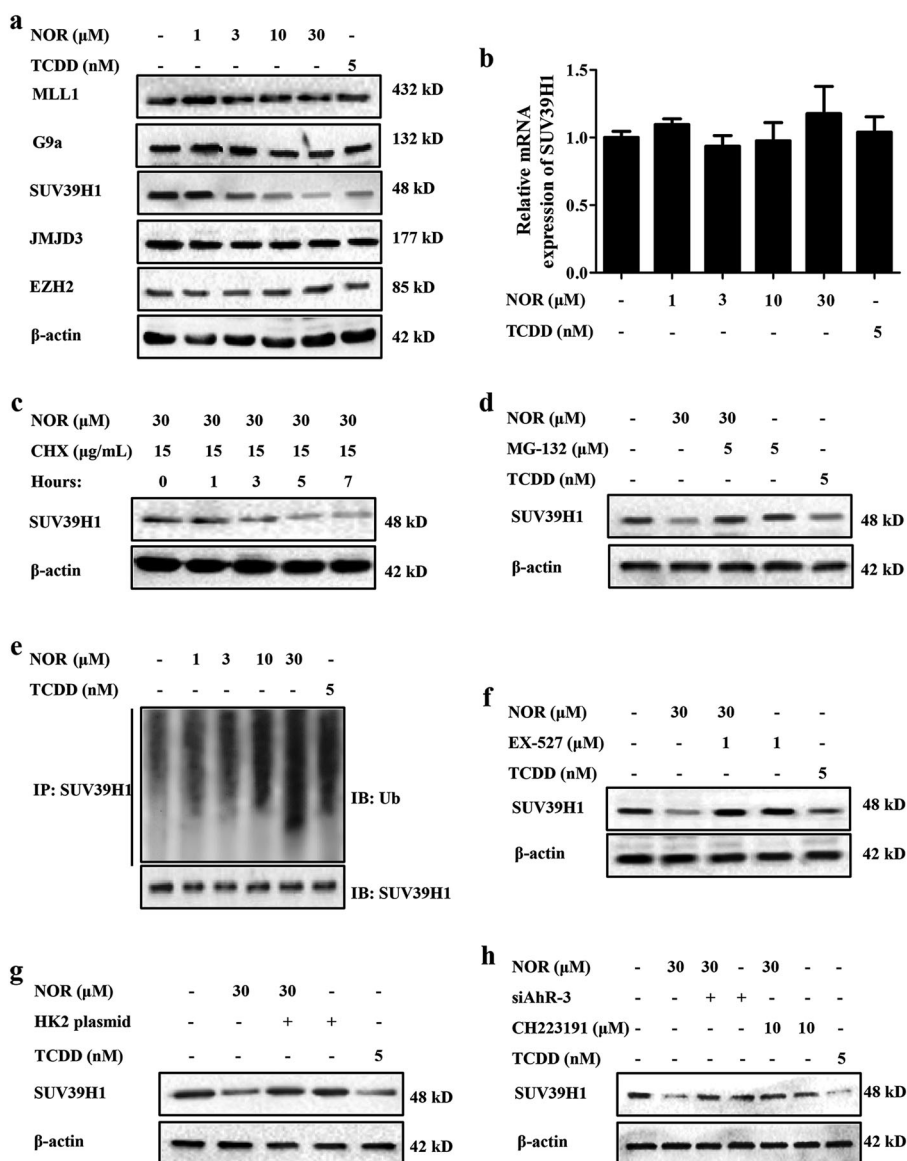 a
NOR (μM) - 1 3 10 30 -
TCDD (nM) - - - - - 5
MLL1 432 kD
G9a 132 kD
SUV39H1 48 kD
JMJD3 177 kD
EZH2 85 kD
β-actin 42 kD
b
Relative mRNA
expression of SUV39H1
1.5
1.0
0.5
0.0
NOR (μM) - 1 3 10 30 -
TCDD (nM) - - - - - 5
c
NOR (μM) 30 30 30 30 30
CHX (μg/mL) 15 15 15 15 15
Hours: 0 1 3 5 7
SUV39H1 48 kD
β-actin 42 kD
d
NOR (μM) - 30 30 - -
MG-132 (μM) - - 5 5 -
TCDD (nM) - - - - 5
SUV39H1 48 kD
β-actin 42 kD
e
NOR (μM) - 1 3 10 30 -
TCDD (nM) - - - - - 5
IP: SUV39H1 IB: Ub
IB: SUV39H1
f
NOR (μM) - 30 30 - -
EX-527 (μM) - - 1 1 -
TCDD (nM) - - - - 5
SUV39H1 48 kD
β-actin 42 kD
g
NOR (μM) - 30 30 - -
HK2 plasmid - - + + -
TCDD (nM) - - - - 5
SUV39H1 48 kD
β-actin 42 kD
h
NOR (μM) - 30 30 - 30 - -
siAhR-3 - - + + - - -
CH223191 (μM) - - - - 10 10 -
TCDD (nM) - - - - - - 5
SUV39H1 48 kD
β-actin 42 kD